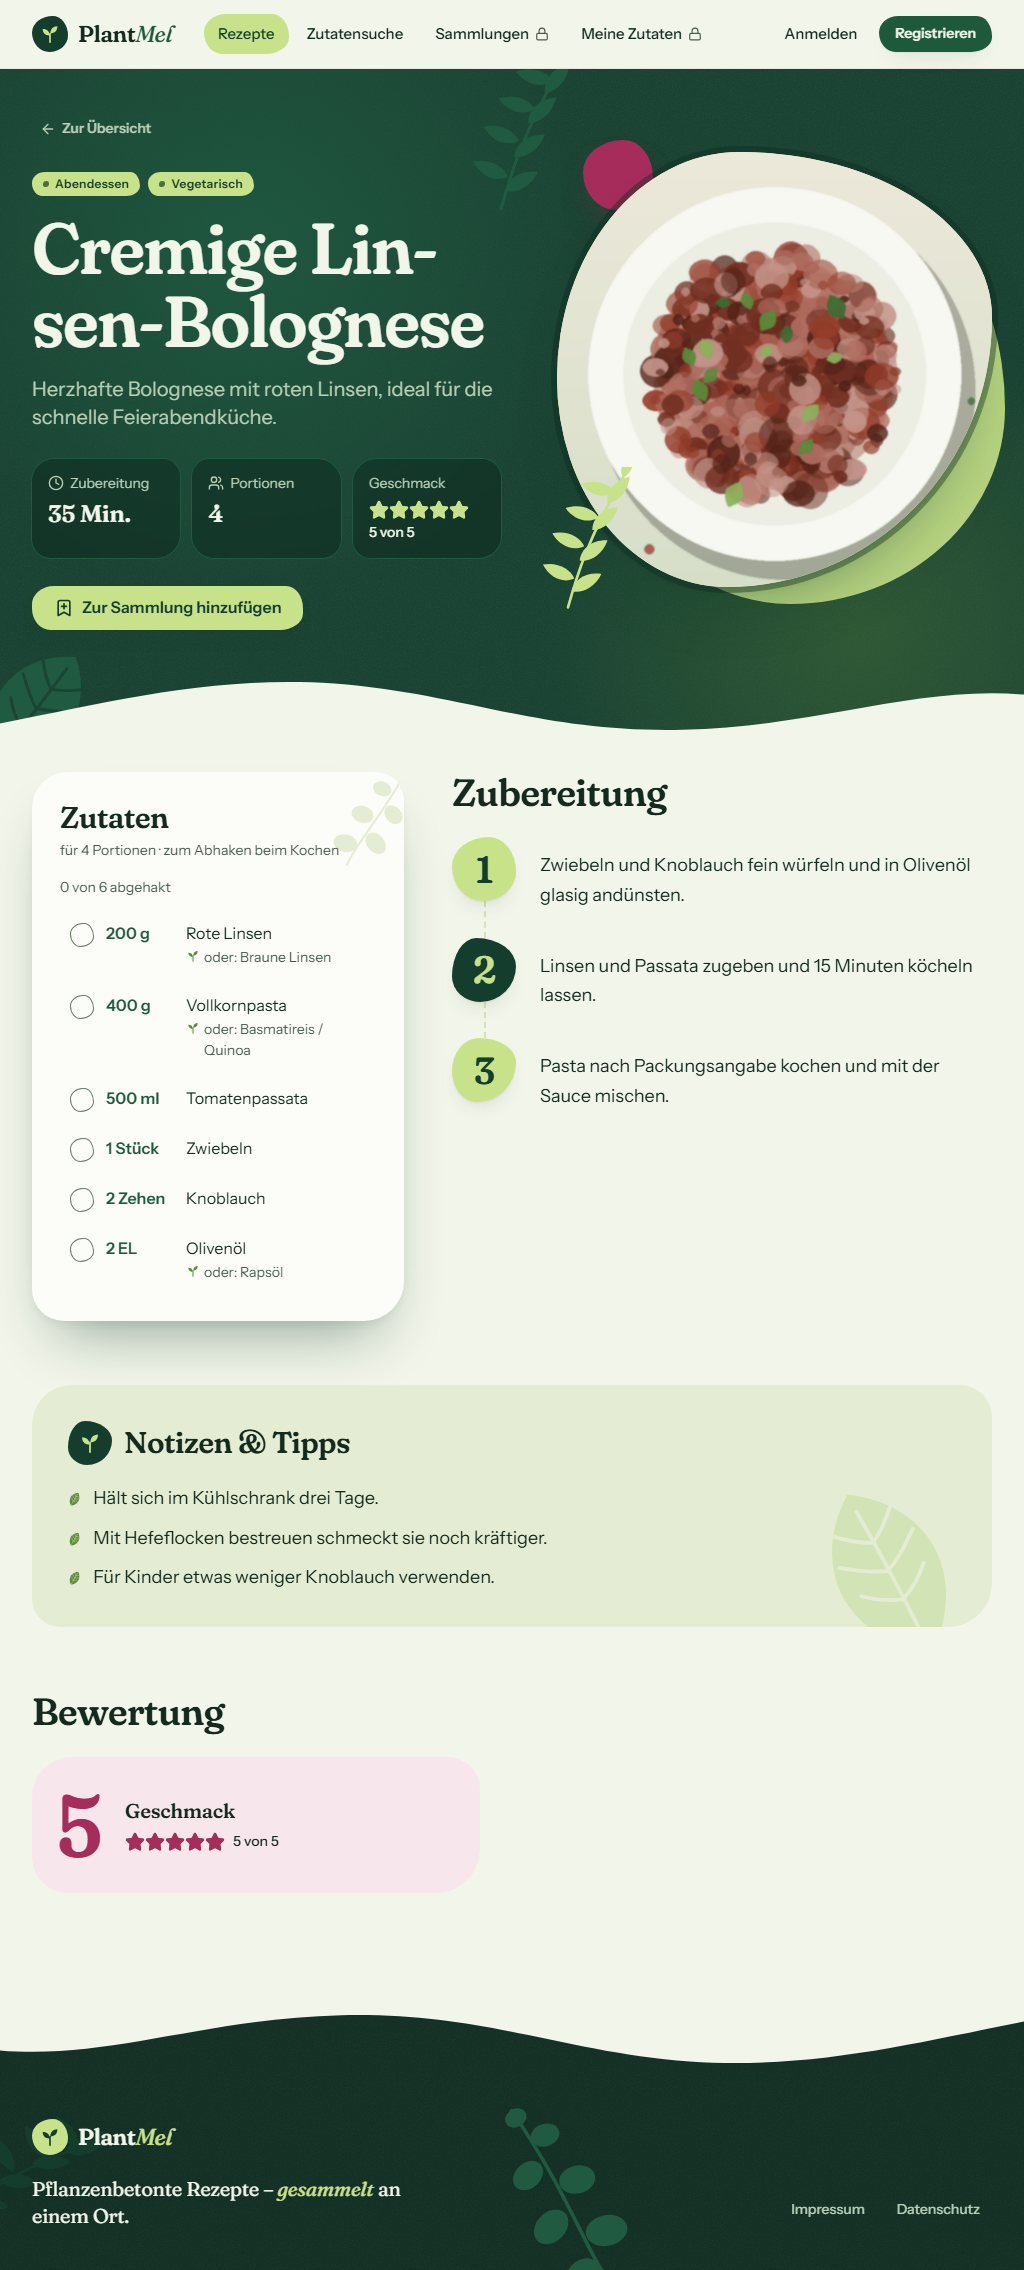 PlantMel
Rezepte
Zutatensuche
Sammlungen
Meine Zutaten
Anmelden
Registrieren
Zur Übersicht
Abendessen
Vegetarisch
Cremige Lin-
sen-Bolognese
Herzhafte Bolognese mit roten Linsen, ideal für die
schnelle Feierabendküche.
Zubereitung
35 Min.
Portionen
4
Geschmack
5 von 5
Zur Sammlung hinzufügen
Zutaten
für 4 Portionen · zum Abhaken beim Kochen
0 von 6 abgehakt
200 g Rote Linsen
oder: Braune Linsen
400 g Vollkornpasta
oder: Basmatireis /
Quinoa
500 ml Tomatenpassata
1 Stück Zwiebeln
2 Zehen Knoblauch
2 EL Olivenöl
oder: Rapsöl
Zubereitung
1
Zwiebeln und Knoblauch fein würfeln und in Olivenöl
glasig andünsten.
2
Linsen und Passata zugeben und 15 Minuten köcheln
lassen.
3
Pasta nach Packungsangabe kochen und mit der
Sauce mischen.
Notizen & Tipps
Hält sich im Kühlschrank drei Tage.
Mit Hefeflocken bestreuen schmeckt sie noch kräftiger.
Für Kinder etwas weniger Knoblauch verwenden.
Bewertung
5
Geschmack
5 von 5
PlantMel
Pflanzenbetonte Rezepte – gesammelt an
einem Ort.
Impressum
Datenschutz